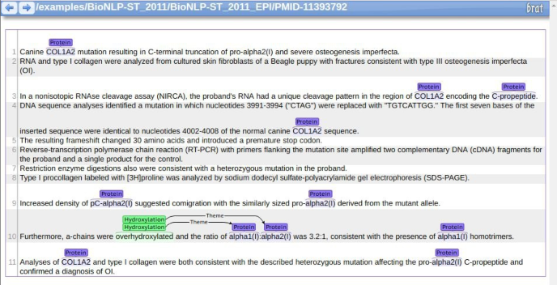 /examples/BioNLP-ST_2011/BioNLP-ST_2011_EPI/PMID-11393792 brat
Protein
1 Canine COL1A2 mutation resulting in C-terminal truncation of pro-alpha2(I) and severe osteogenesis imperfecta.
2 RNA and type I collagen were analyzed from cultured skin fibroblasts of a Beagle puppy with fractures consistent with type III osteogenesis imperfecta
(OI).
Protein Protein
3 In a nonisotopic RNAse cleavage assay (NIRCA), the proband's RNA had a unique cleavage pattern in the region of COL1A2 encoding the C-propeptide.
4 DNA sequence analyses identified a mutation in which nucleotides 3991-3994 ("CTAG") were replaced with "TGTCATTGG." The first seven bases of the
Protein
inserted sequence were identical to nucleotides 4002-4008 of the normal canine COL1A2 sequence.
5 The resulting frameshift changed 30 amino acids and introduced a premature stop codon.
6 Reverse-transcription polymerase chain reaction (RT-PCR) with primers flanking the mutation site amplified two complementary DNA (cDNA) fragments for
the proband and a single product for the control.
7 Restriction enzyme digestions also were consistent with a heterozygous mutation in the proband.
8 Type I procollagen labeled with [3H]proline was analyzed by sodium dodecyl sulfate-polyacrylamide gel electrophoresis (SDS-PAGE).
Protein Protein
9 Increased density of pC-alpha2(I) suggested comigration with the similarly sized pro-alpha2(I) derived from the mutant allele.
Hydroxylation Theme
Hydroxylation Theme Protein Protein Protein
10 Furthermore, a-chains were overhydroxylated and the ratio of alpha1(I):alpha2(I) was 3.2:1, consistent with the presence of alpha1(I) homotrimers.
Protein Protein
11 Analyses of COL1A2 and type I collagen were both consistent with the described heterozygous mutation affecting the pro-alpha2(I) C-propeptide and
confirmed a diagnosis of OI.